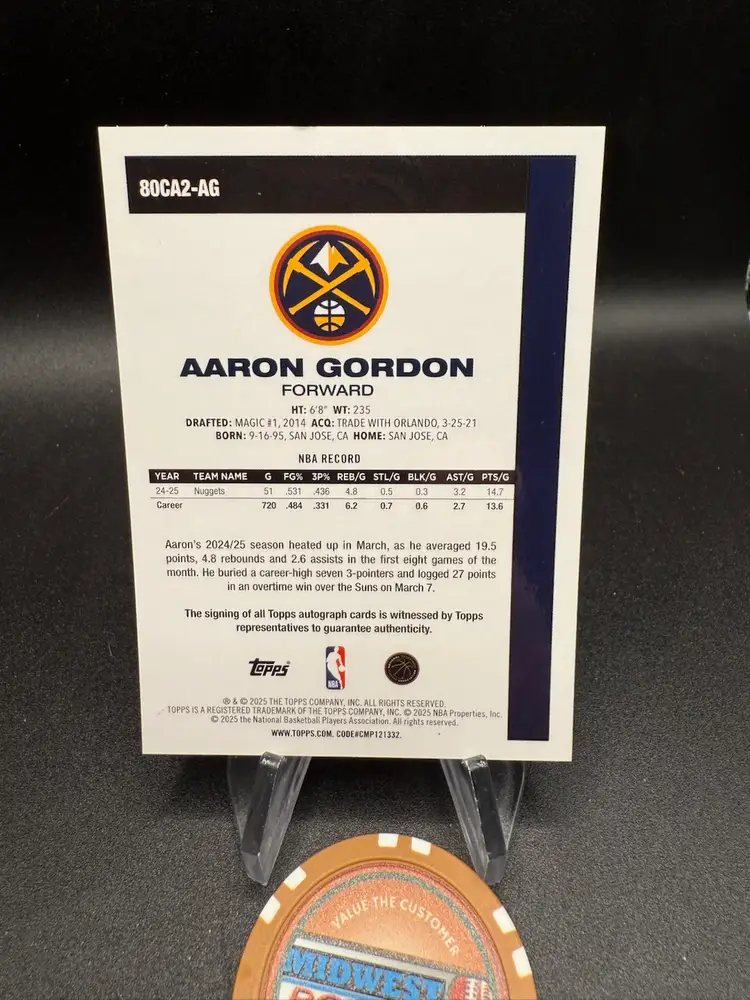 80CA2-AG
AARON GORDON
FORWARD
HT: 6'8" WT: 235
DRAFTED: MAGIC #1, 2014 ACQ: TRADE WITH ORLANDO, 3-25-21
BORN: 9-16-95, SAN JOSE, CA HOME: SAN JOSE, CA
NBA RECORD
YEAR TEAM NAME G FG% 3P% REB/G STL/G BLK/G AST/G PTS/G
24-25 Nuggets 51 .531 .436 4.8 0.5 0.3 3.2 14.7
Career 720 .484 .331 6.2 0.7 0.6 2.7 13.6
Aaron's 2024/25 season heated up in March, as he averaged 19.5
points, 4.8 rebounds and 2.6 assists in the first eight games of the
month. He buried a career-high seven 3-pointers and logged 27 points
in an overtime win over the Suns on March 7.
The signing of all Topps autograph cards is witnessed by Topps
representatives to guarantee authenticity.
topps NBA
® & © 2025 THE TOPPS COMPANY, INC. ALL RIGHTS RESERVED.
TOPPS IS A REGISTERED TRADEMARK OF THE TOPPS COMPANY, INC. © 2025 NBA Properties, Inc.
© 2025 the National Basketball Players Association. All rights reserved.
WWW.TOPPS.COM. CODE#CMP121332.
VALUE THE CUSTOMER
MIDWEST